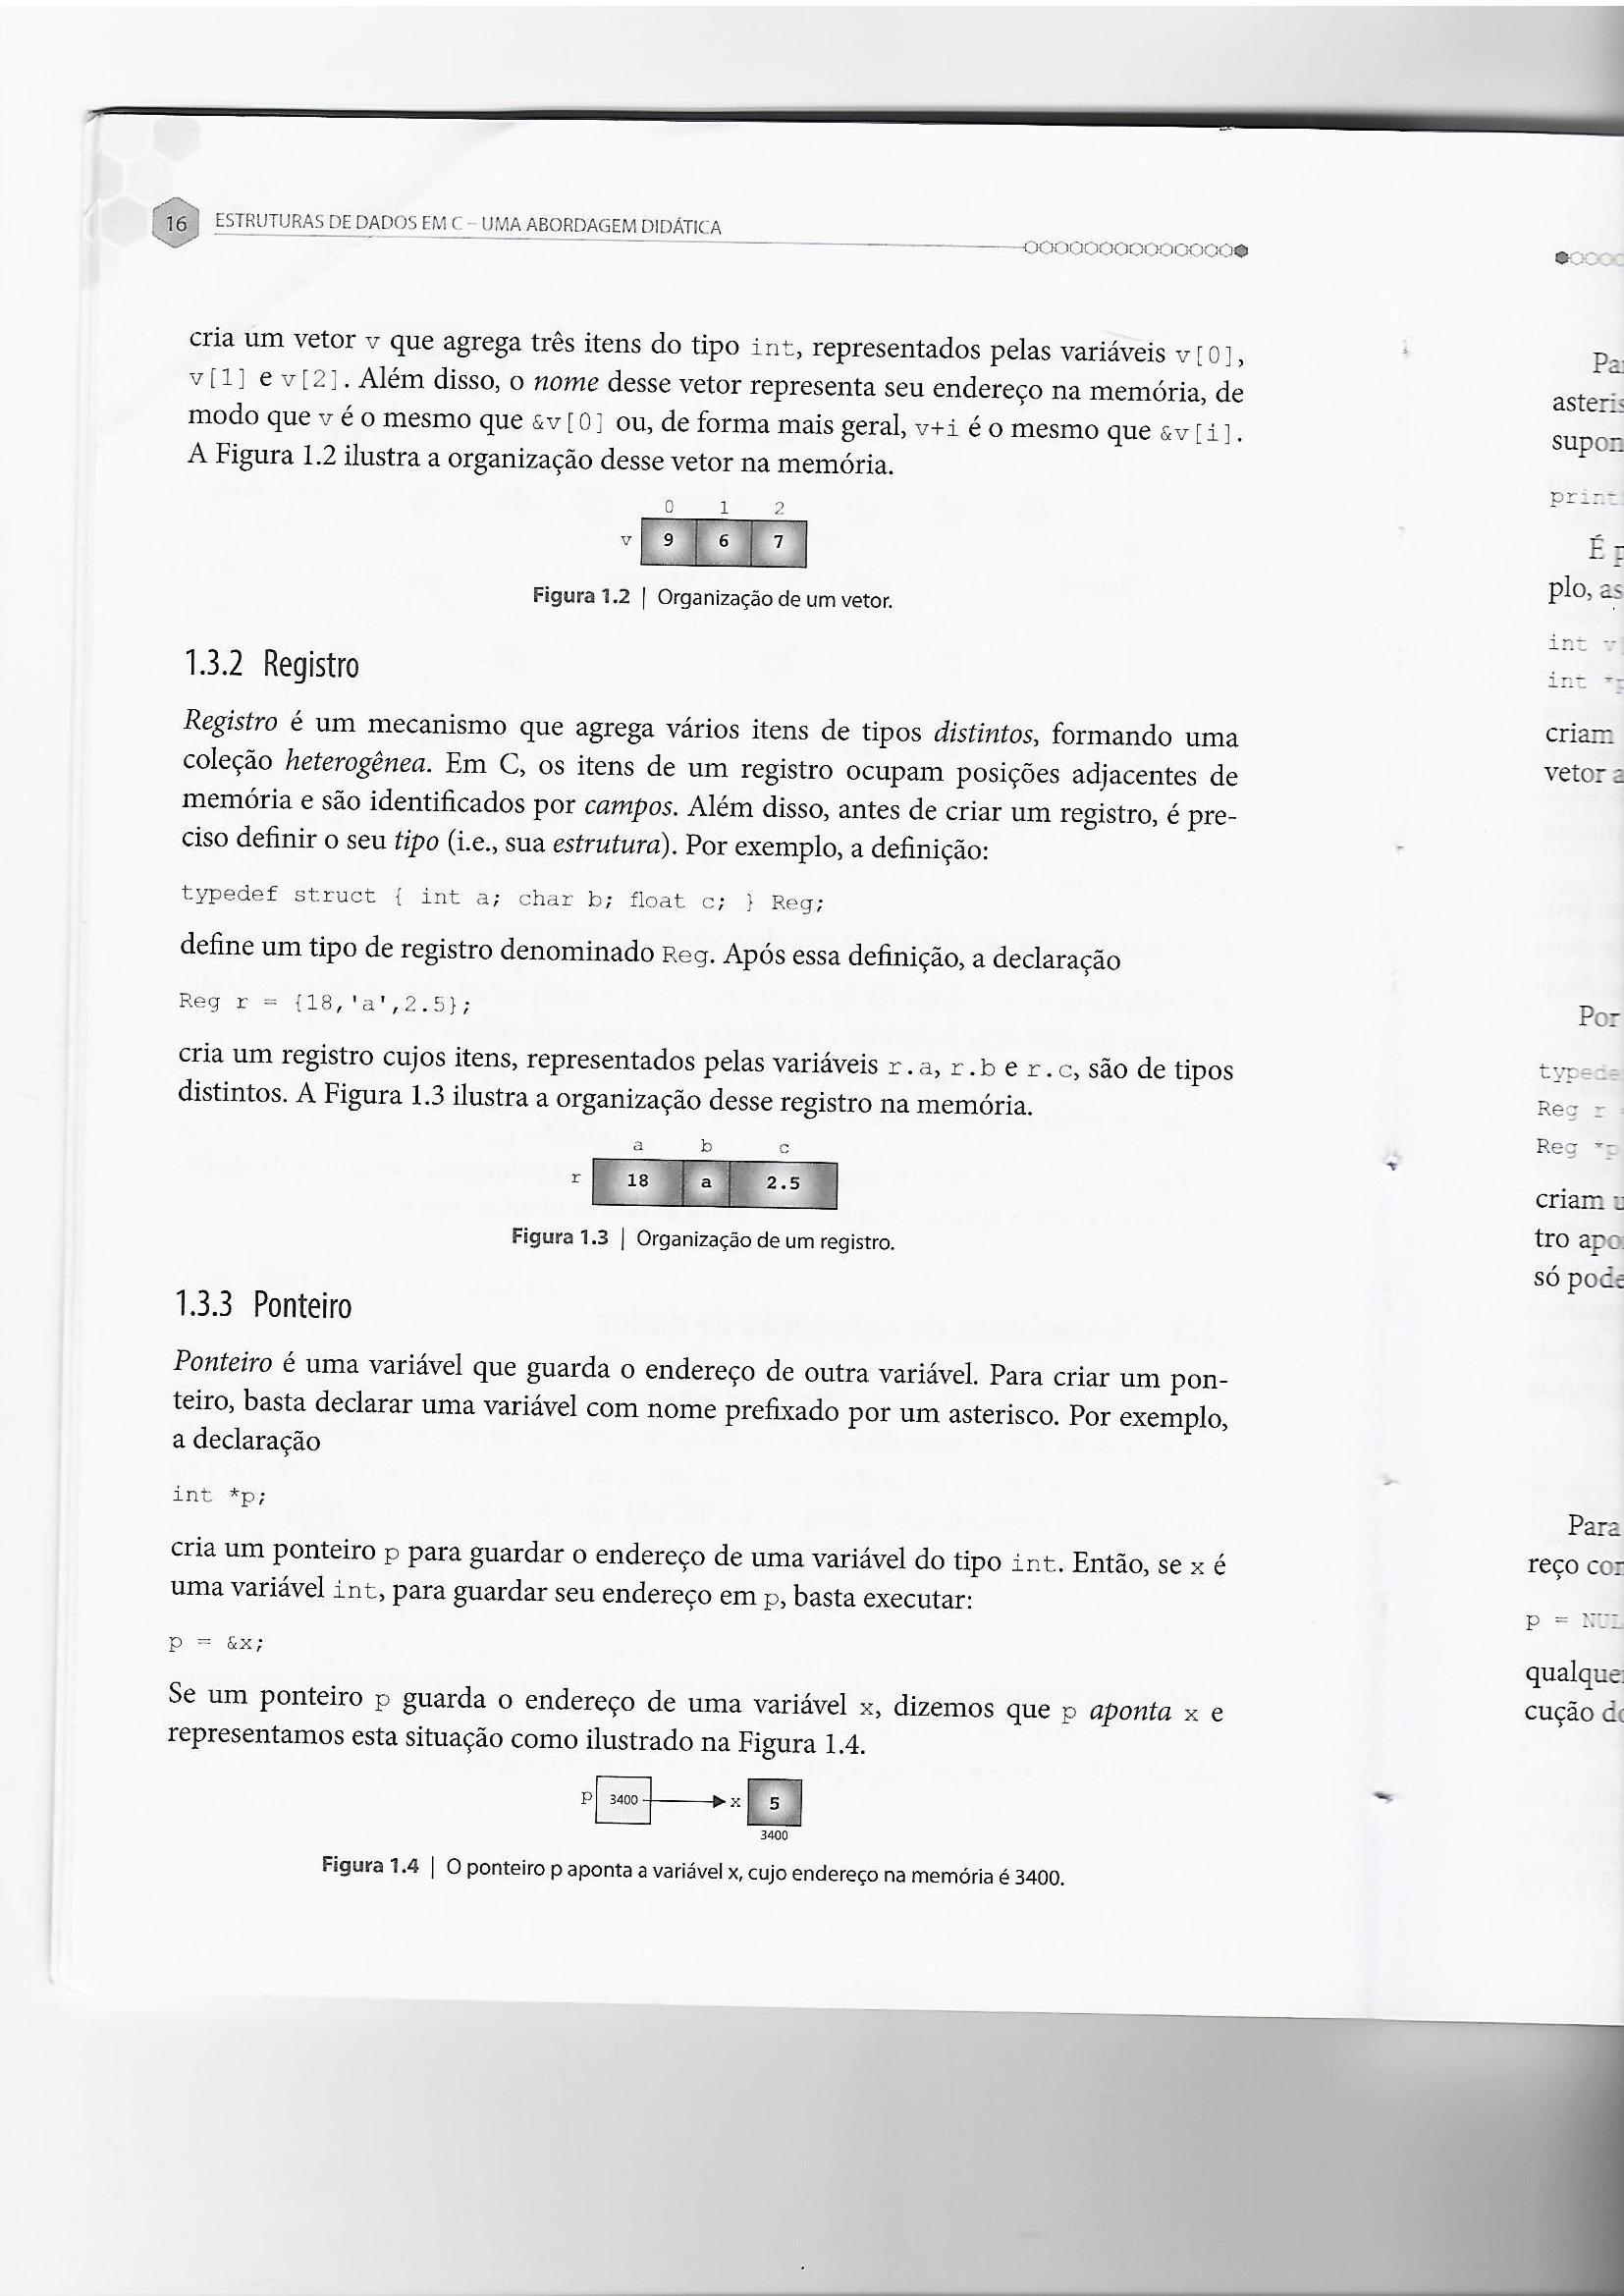 16 ESTRUTURAS DE DADOS EM C – UMA ABORDAGEM DIDÁTICA
cria um vetor v que agrega três itens do tipo int, representados pelas variáveis v[0],
v[1] e v[2]. Além disso, o nome desse vetor representa seu endereço na memória, de
modo que v é o mesmo que &v[0] ou, de forma mais geral, v+i é o mesmo que &v[i].
A Figura 1.2 ilustra a organização desse vetor na memória.
0 1 2
v 9 6 7
Figura 1.2 | Organização de um vetor.
1.3.2 Registro
Registro é um mecanismo que agrega vários itens de tipos distintos, formando uma
coleção heterogênea. Em C, os itens de um registro ocupam posições adjacentes de
memória e são identificados por campos. Além disso, antes de criar um registro, é pre-
ciso definir o seu tipo (i.e., sua estrutura). Por exemplo, a definição:
typedef struct { int a; char b; float c; } Reg;
define um tipo de registro denominado Reg. Após essa definição, a declaração
Reg r = {18,'a',2.5};
cria um registro cujos itens, representados pelas variáveis r.a, r.b e r.c, são de tipos
distintos. A Figura 1.3 ilustra a organização desse registro na memória.
a b c
r 18 a 2.5
Figura 1.3 | Organização de um registro.
1.3.3 Ponteiro
Ponteiro é uma variável que guarda o endereço de outra variável. Para criar um pon-
teiro, basta declarar uma variável com nome prefixado por um asterisco. Por exemplo,
a declaração
int *p;
cria um ponteiro p para guardar o endereço de uma variável do tipo int. Então, se x é
uma variável int, para guardar seu endereço em p, basta executar:
p = &x;
Se um ponteiro p guarda o endereço de uma variável x, dizemos que p aponta x e
representamos esta situação como ilustrado na Figura 1.4.
p 3400 x 5
3400
Figura 1.4 | O ponteiro p aponta a variável x, cujo endereço na memória é 3400.
É
plo, as
int v
int
criam
vetor a
Por
Reg r
Reg
criam
tro
só
Para
reço
p =